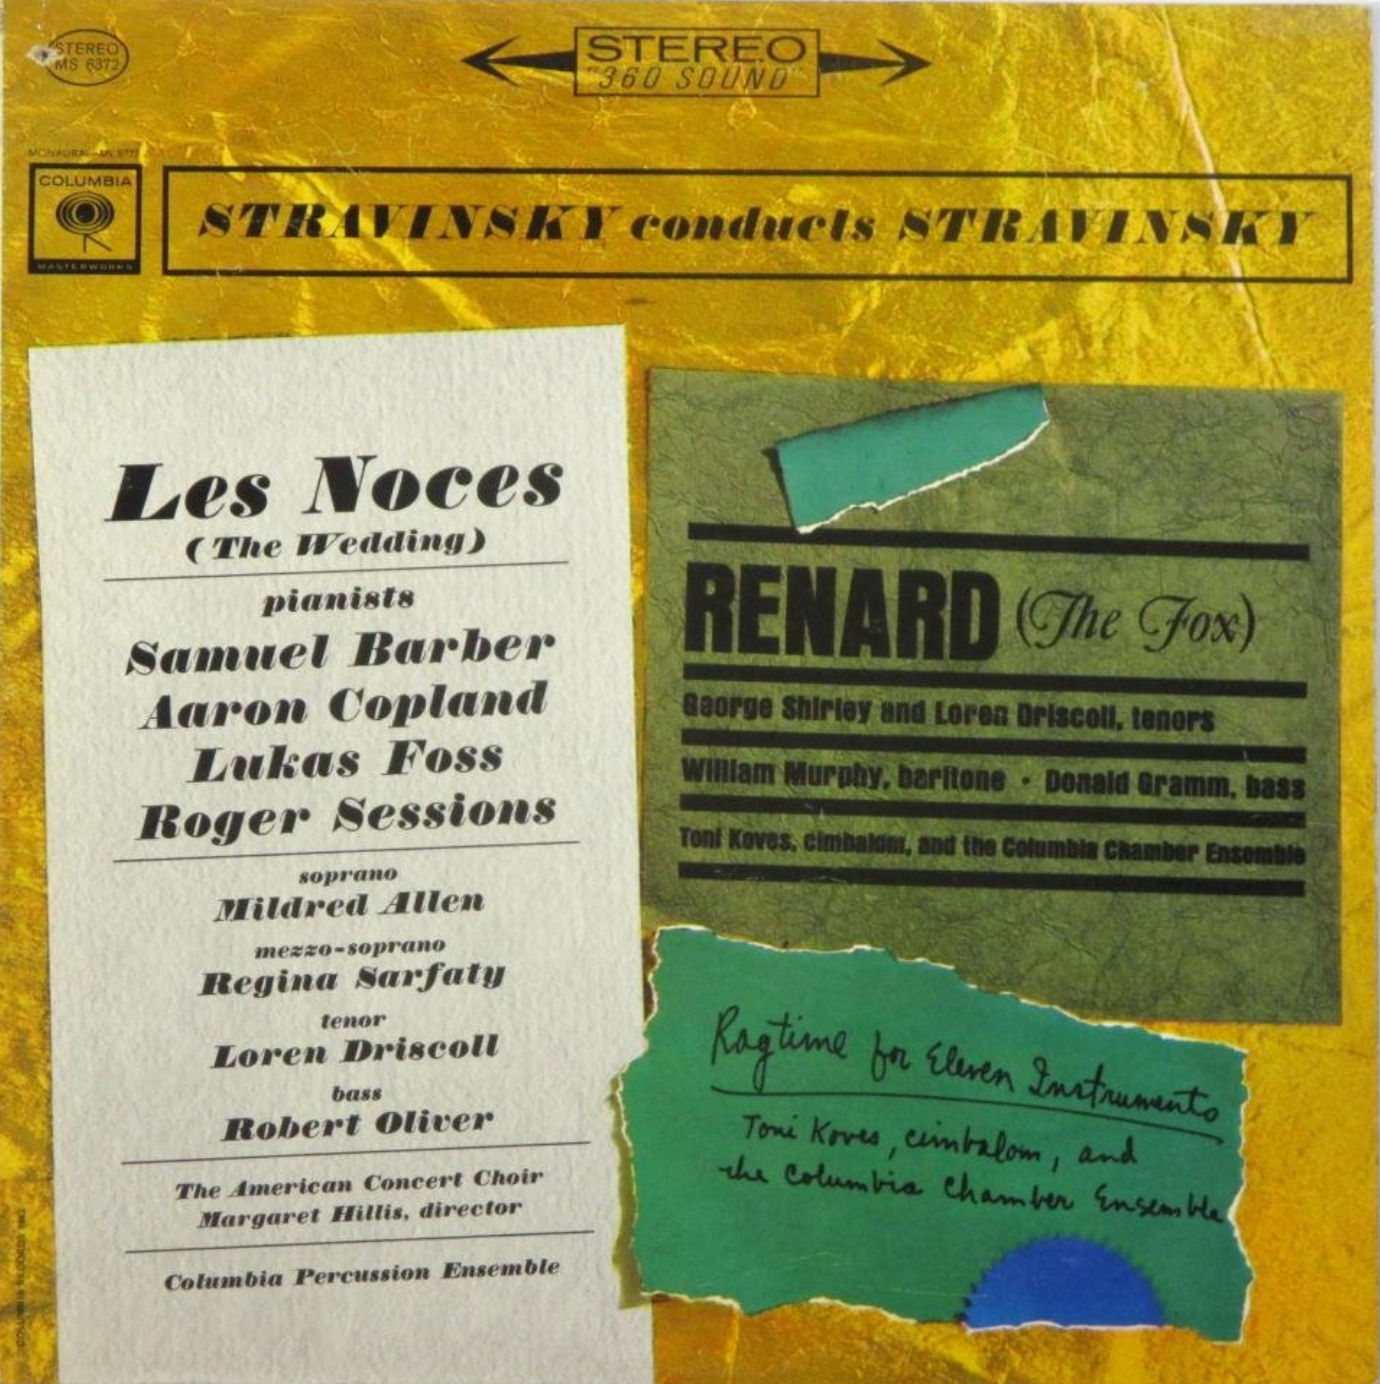 STEREO
MS 6372
STEREO
"360 SOUND"
COLUMBIA
MASTERWORKS
STRAVINSKY conducts STRAVINSKY
Les Noces
(The Wedding)
pianists
Samuel Barber
Aaron Copland
Lukas Foss
Roger Sessions
soprano
Mildred Allen
mezzo-soprano
Regina Sarfaty
tenor
Loren Driscoll
bass
Robert Oliver
The American Concert Choir
Margaret Hillis, director
Columbia Percussion Ensemble
RENARD (The Fox)
George Shirley and Loren Driscoll, tenors
William Murphy, baritone · Donald Gramm, bass
Toni Koves, cimbalom, and the Columbia Chamber Ensemble
Ragtime for Eleven Instruments
Toni Koves, cimbalom, and
the Columbia Chamber Ensemble